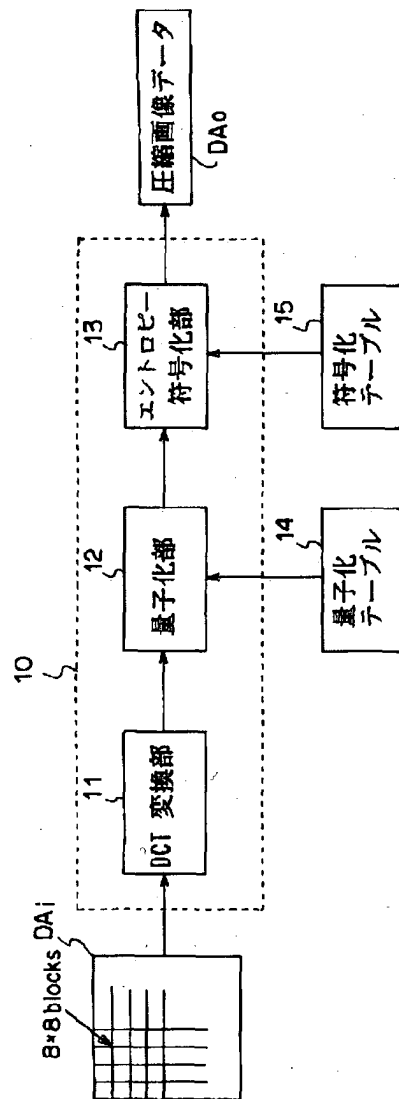 8×8blocks
DAi
10
11
DCT 変換部
12
量子化部
13
エントロピー
符号化部
圧縮画像データ
DAo
14
量子化
テーブル
15
符号化
テーブル